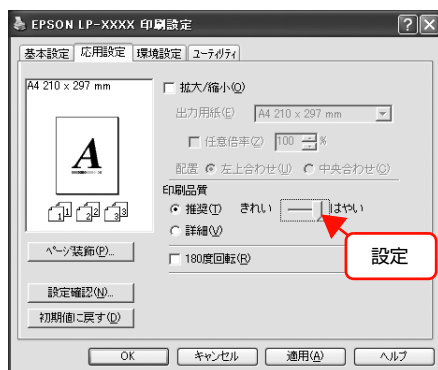 EPSON LP-XXXX 印刷設定
基本設定 応用設定 環境設定 ユーティリティ
A4 210 x 297 mm
A
1 2 3
ページ装飾(P)...
設定確認(N)...
初期値に戻す(D)
拡大/縮小(O)
出力用紙(E) A4 210 x 297 mm
任意倍率(Z) 100 %
配置 左上合わせ(U) 中央合わせ(C)
印刷品質
推奨(T) きれい はやい
詳細(V)
180度回転(R)
設定
OK キャンセル 適用(A) ヘルプ